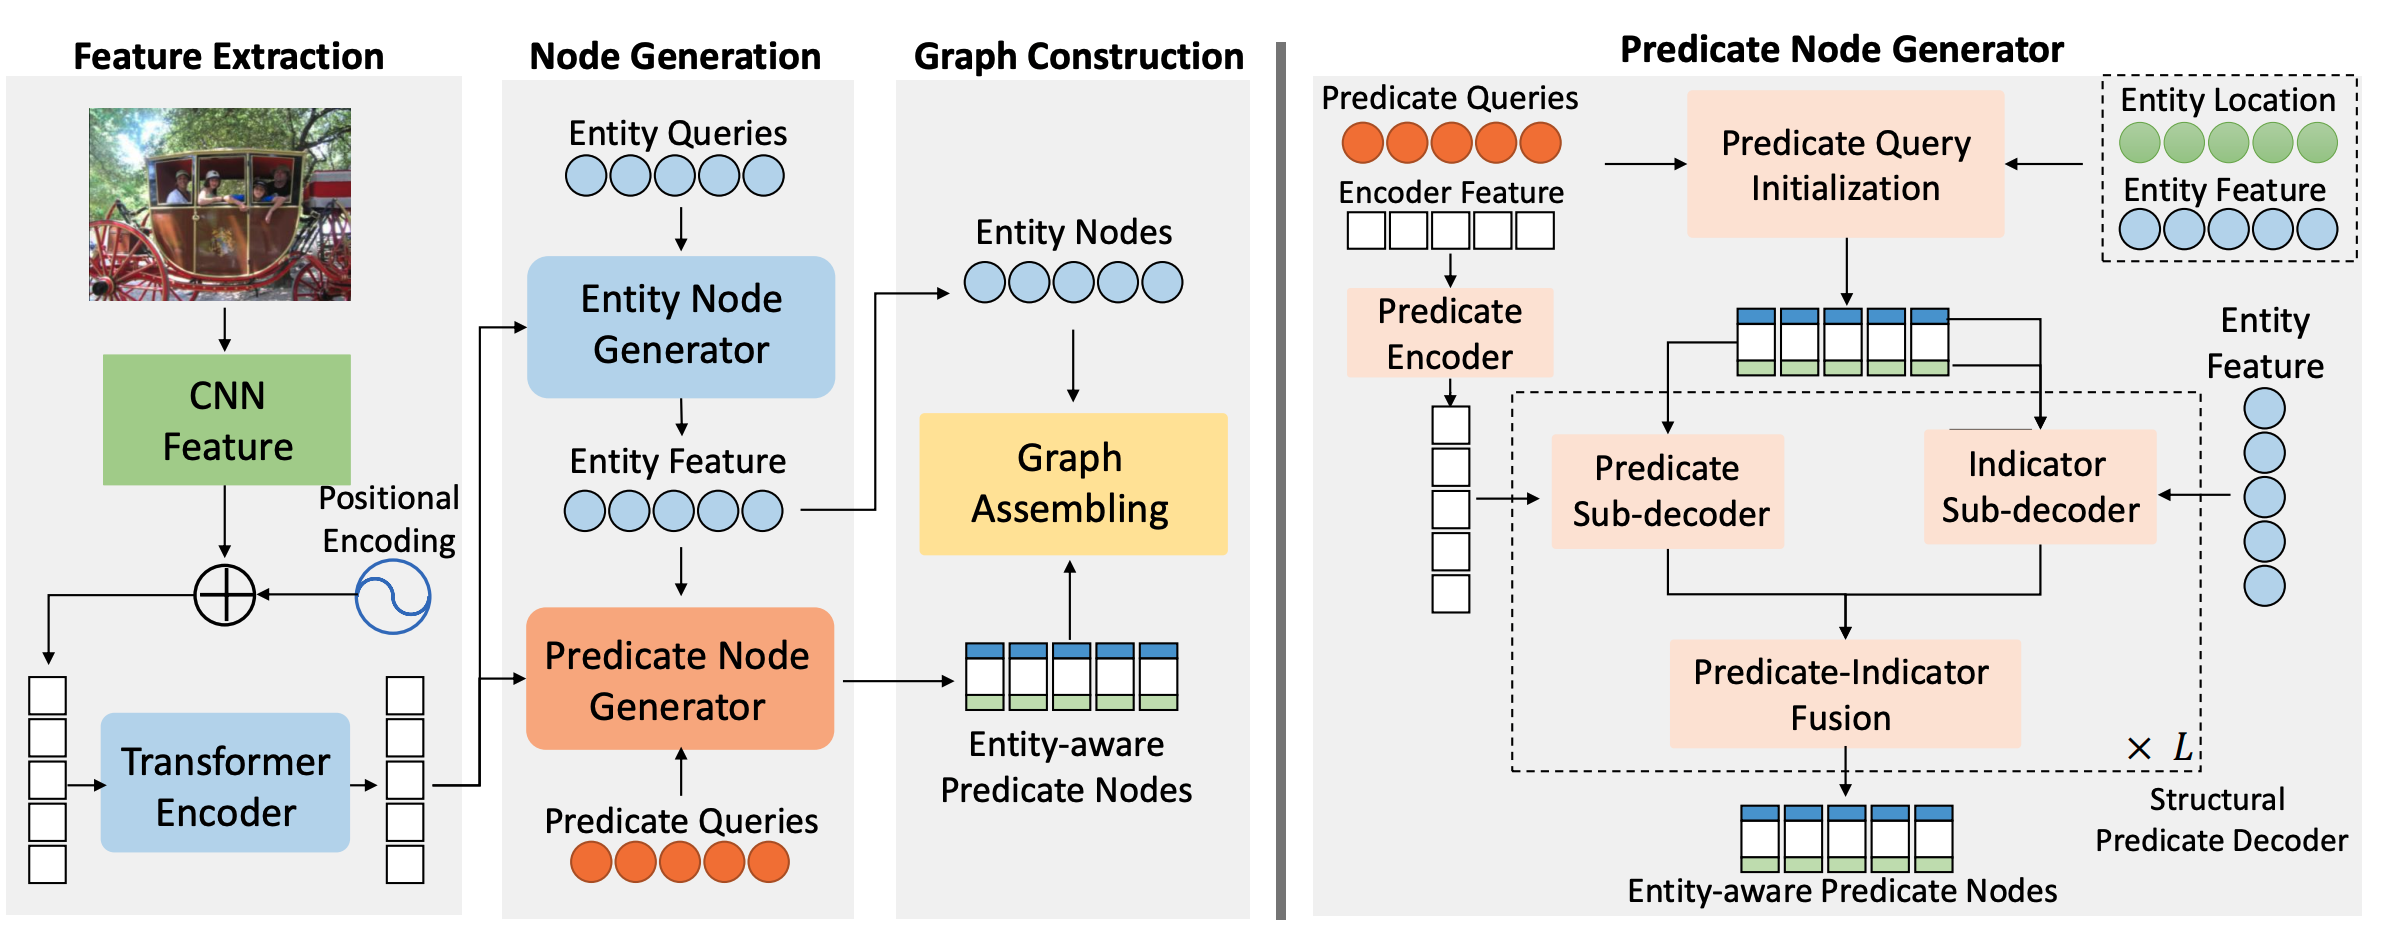 Feature Extraction
CNN
Feature
Positional
Encoding
Transformer
Encoder
Node Generation
Entity Queries
Entity Node
Generator
Entity Feature
Predicate Node
Generator
Predicate Queries
Graph Construction
Entity Nodes
Graph
Assembling
Entity-aware
Predicate Nodes
Predicate Node Generator
Predicate Queries
Encoder Feature
Predicate
Encoder
Predicate Query
Initialization
Entity Location
Entity Feature
Entity
Feature
Predicate
Sub-decoder
Indicator
Sub-decoder
Predicate-Indicator
Fusion
× L
Structural
Predicate Decoder
Entity-aware Predicate Nodes